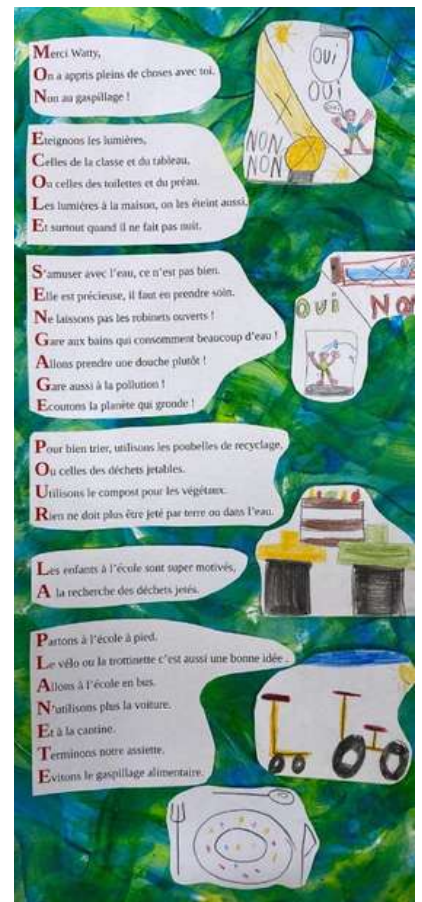 Merci Watty,
On a appris pleins de choses avec toi.
Non au gaspillage !
Eteignons les lumières,
Celles de la classe et du tableau.
Ou celles des toilettes et du préau.
Les lumières à la maison, on les éteint aussi,
Et surtout quand il ne fait pas nuit.
OUI
OUI
NON
NON
S'amuser avec l'eau, ce n'est pas bien.
Elle est précieuse, il faut en prendre soin.
Ne laissons pas les robinets ouverts !
Gare aux bains qui consomment beaucoup d'eau !
Allons prendre une douche plutôt !
Gare aussi à la pollution !
Ecoutons la planète qui gronde !
OUI NON
Pour bien trier, utilisons les poubelles de recyclage,
Ou celles des déchets jetables.
Utilisons le compost pour les végétaux.
Rien ne doit plus être jeté par terre ou dans l'eau.
Les enfants à l'école sont super motivés,
A la recherche des déchets jetés.
Partons à l'école à pied.
Le vélo ou la trottinette c'est aussi une bonne idée .
Allons à l'école en bus.
N'utilisons plus la voiture.
Et à la cantine.
Terminons notre assiette.
Evitons le gaspillage alimentaire.